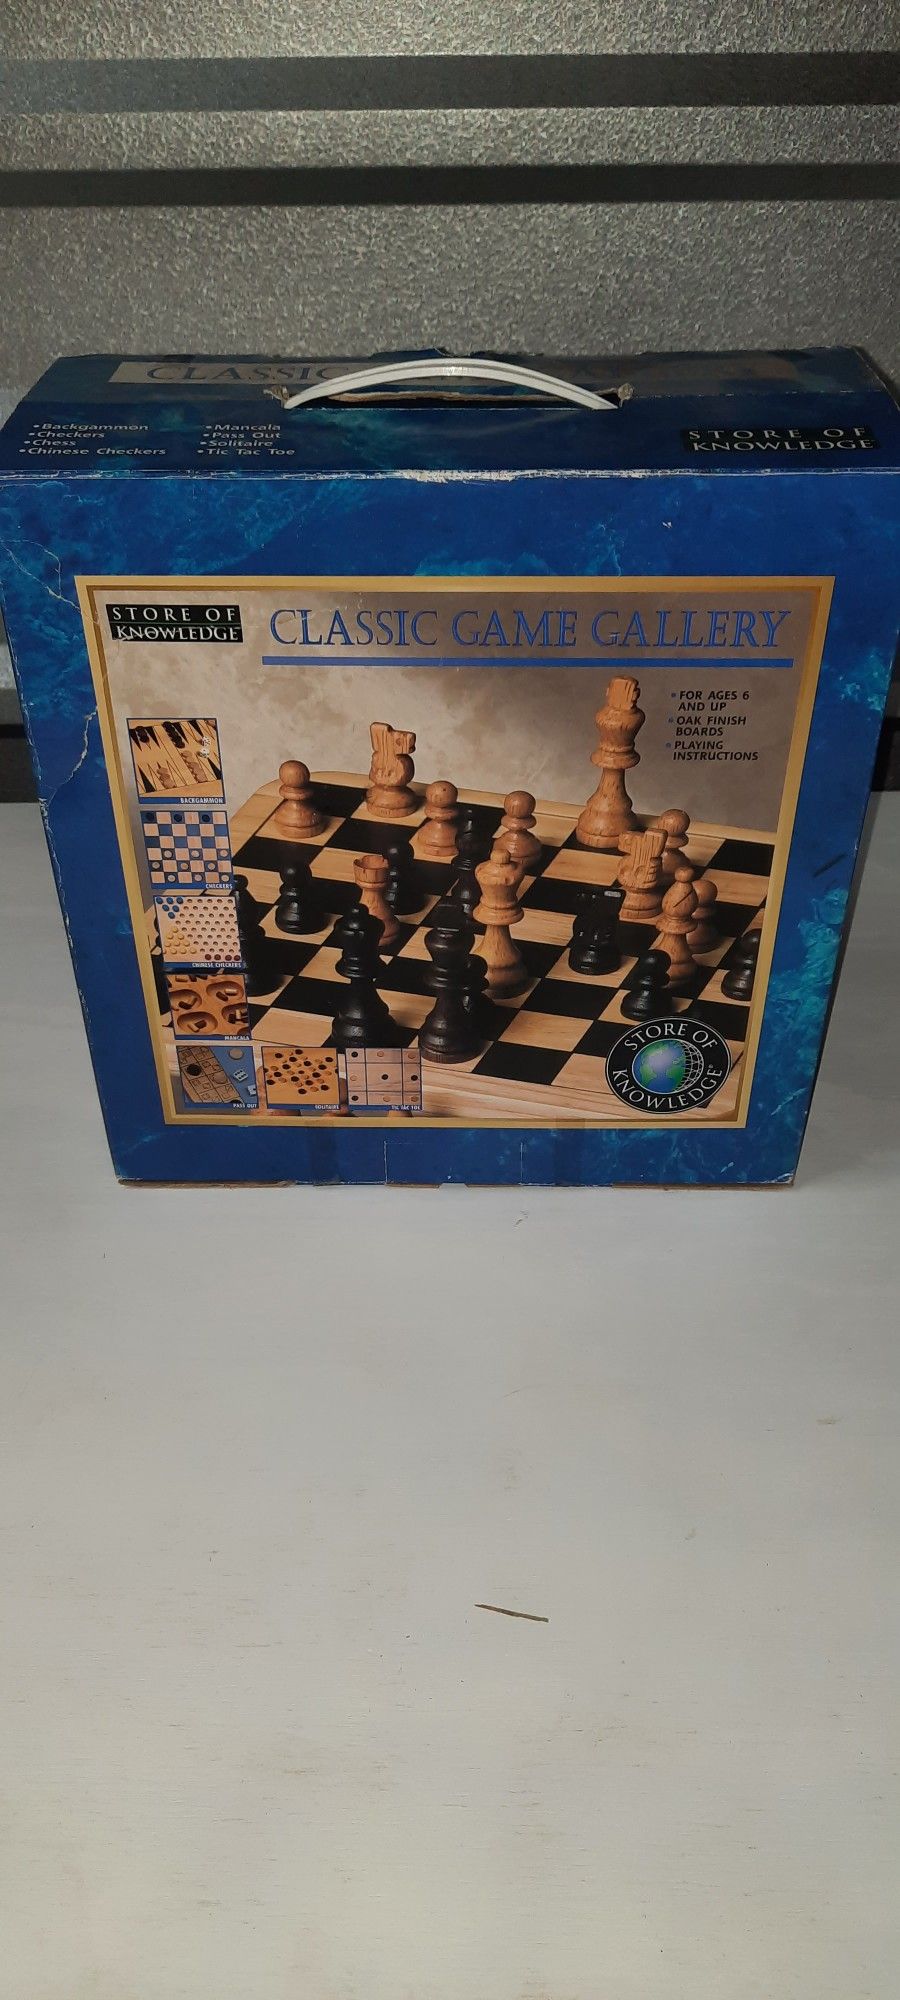 CLASSIC
•Backgammon
•Checkers
•Chess
•Chinese Checkers
•Mancala
•Pass Out
•Solitaire
•Tic Tac Toe
STORE OF
KNOWLEDGE
STORE OF
KNOWLEDGE
CLASSIC GAME GALLERY
•FOR AGES 6
AND UP
•OAK FINISH
BOARDS
•PLAYING
INSTRUCTIONS
BACKGAMMON
CHECKERS
CHINESE CHECKERS
MANCALA
PASS OUT
SOLITAIRE
TIC TAC TOE
STORE OF
KNOWLEDGE®